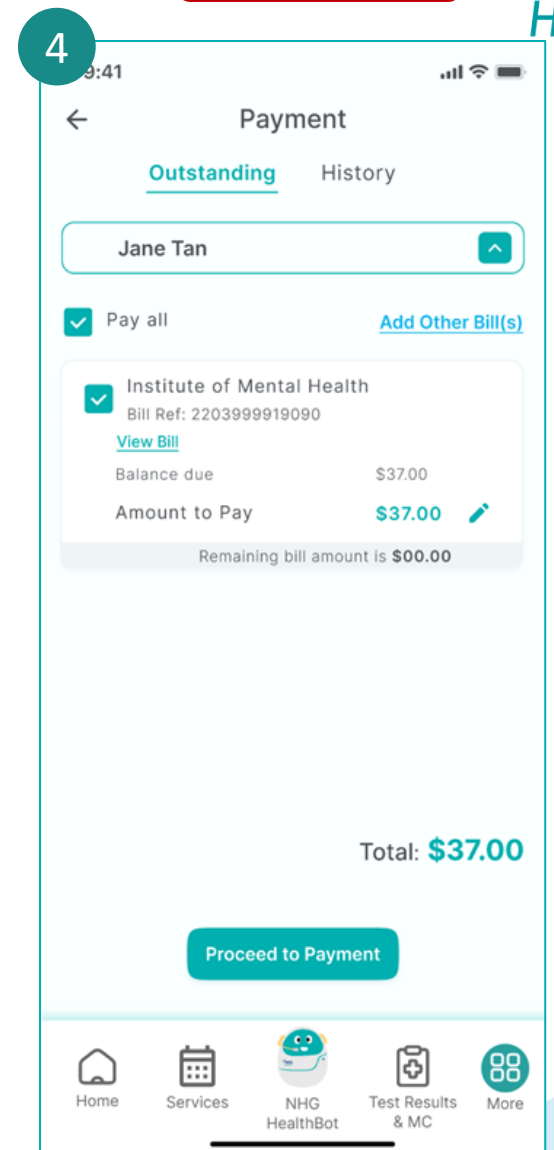 H
4
9:41
Payment
Outstanding History
Jane Tan
Pay all Add Other Bill(s)
Institute of Mental Health
Bill Ref: 2203999919090
View Bill
Balance due $37.00
Amount to Pay $37.00
Remaining bill amount is $00.00
Total: $37.00
Proceed to Payment
Home Services NHG HealthBot Test Results & MC More